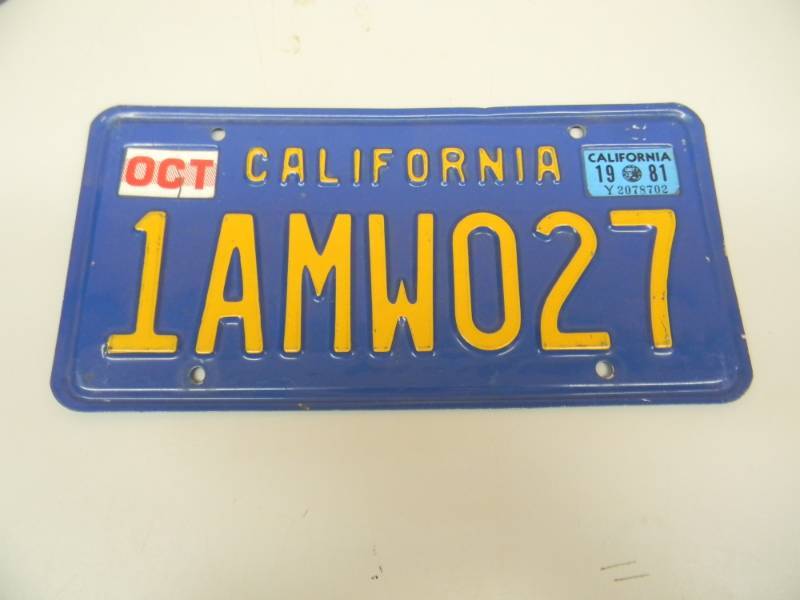 OCT
CALIFORNIA
CALIFORNIA
19 81
Y 2078702
1AMW027